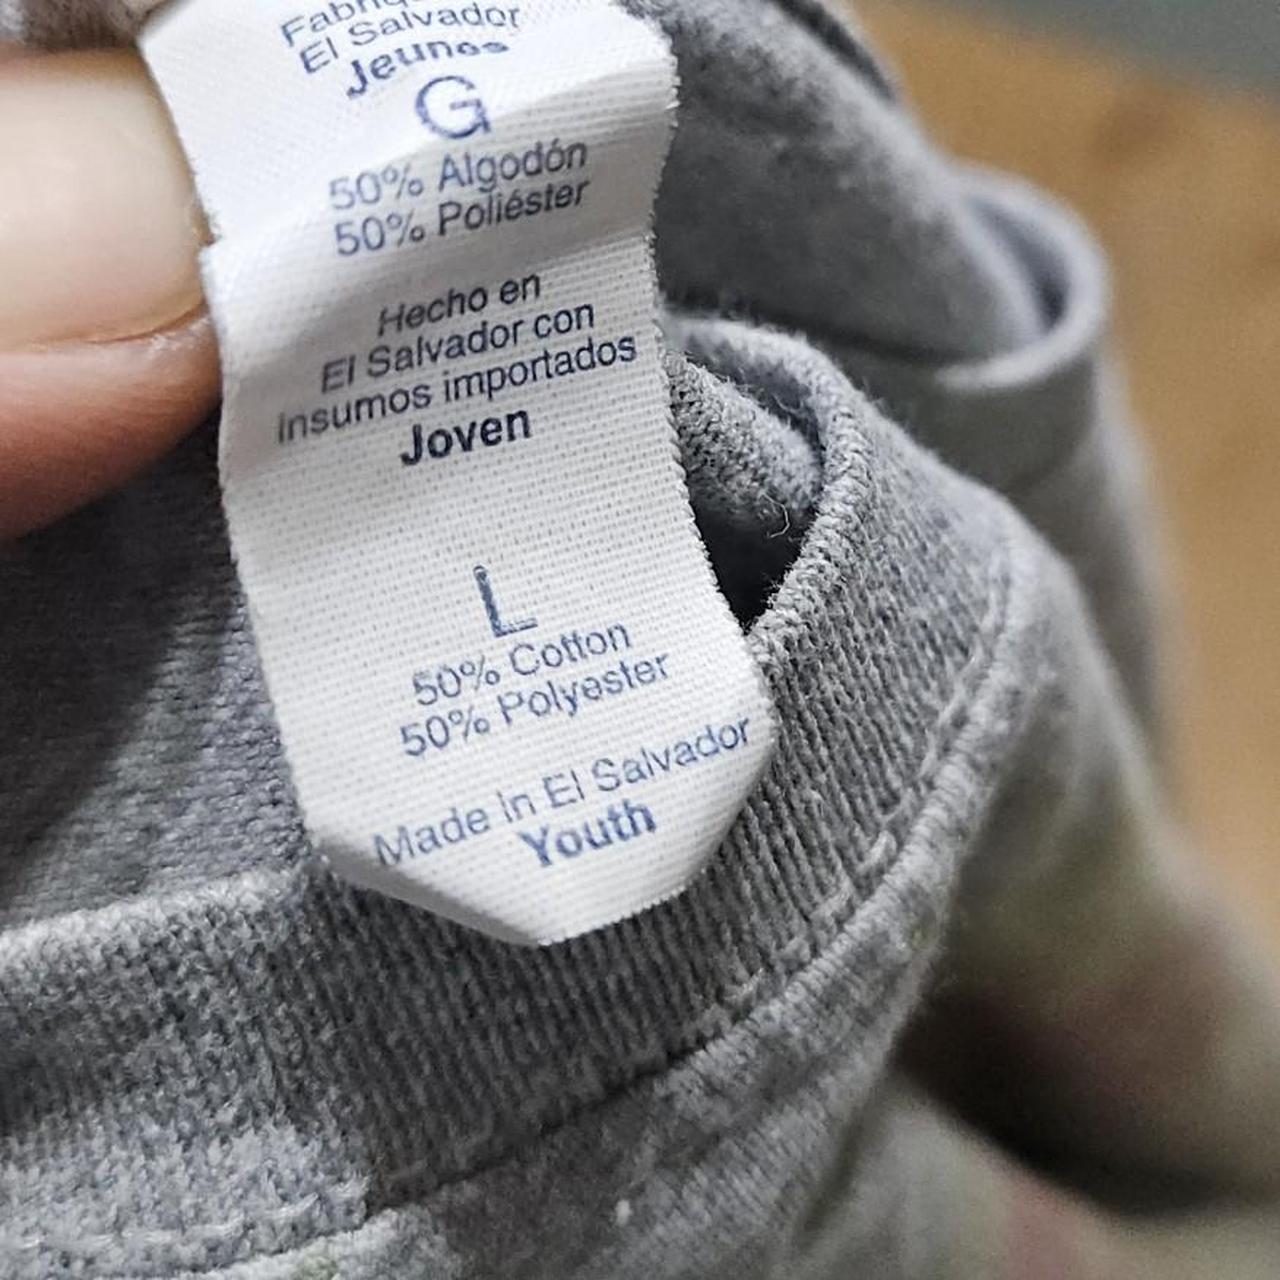 El Salvador
Jeunes
G
50% Algodón
50% Poliéster
Hecho en
El Salvador con
insumos importados
Joven
L
50% Cotton
50% Polyester
Made in El Salvador
Youth